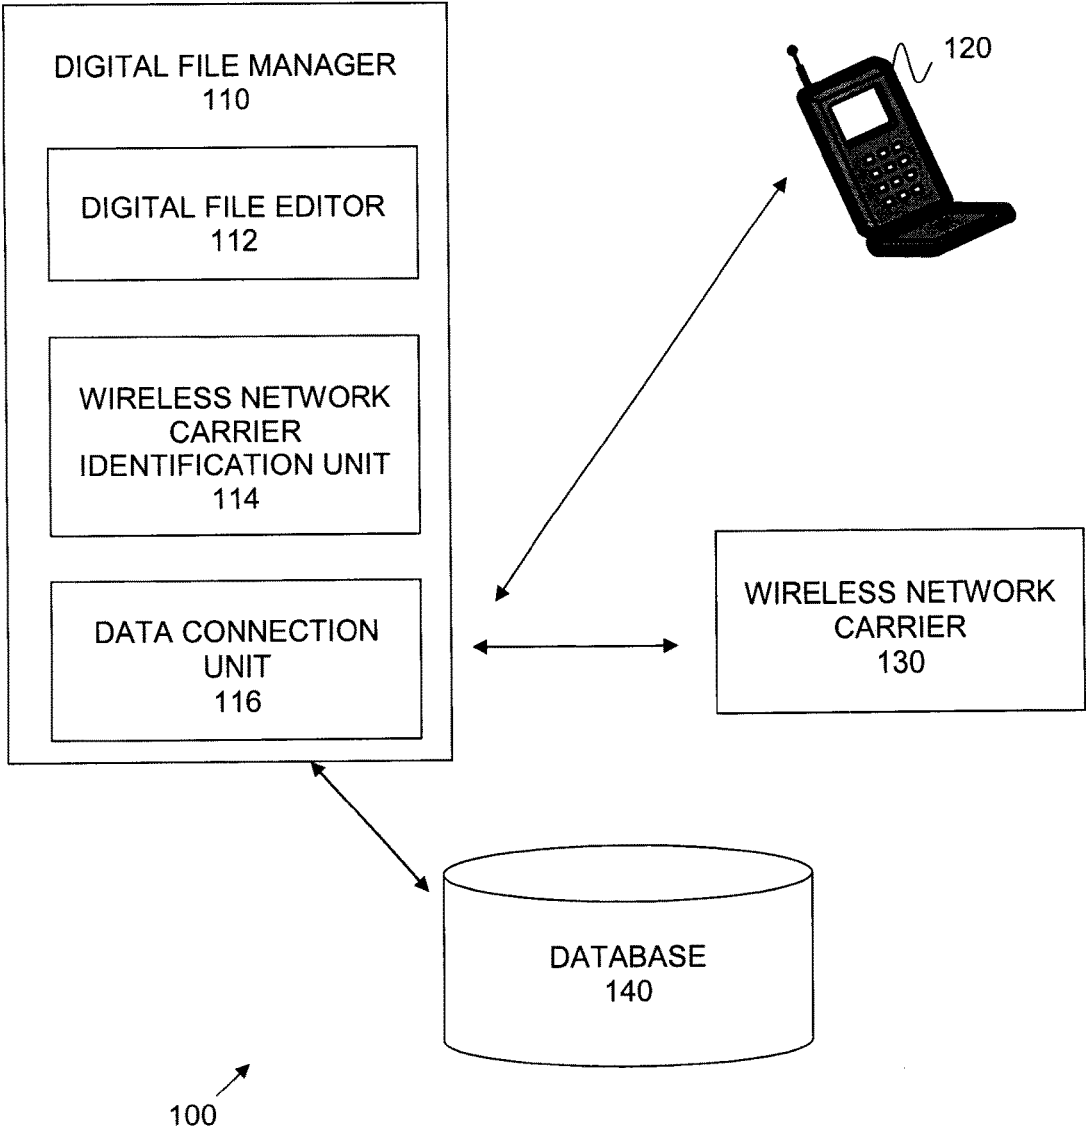 DIGITAL FILE MANAGER
110
DIGITAL FILE EDITOR
112
WIRELESS NETWORK
CARRIER
IDENTIFICATION UNIT
114
DATA CONNECTION
UNIT
116
120
WIRELESS NETWORK
CARRIER
130
DATABASE
140
100